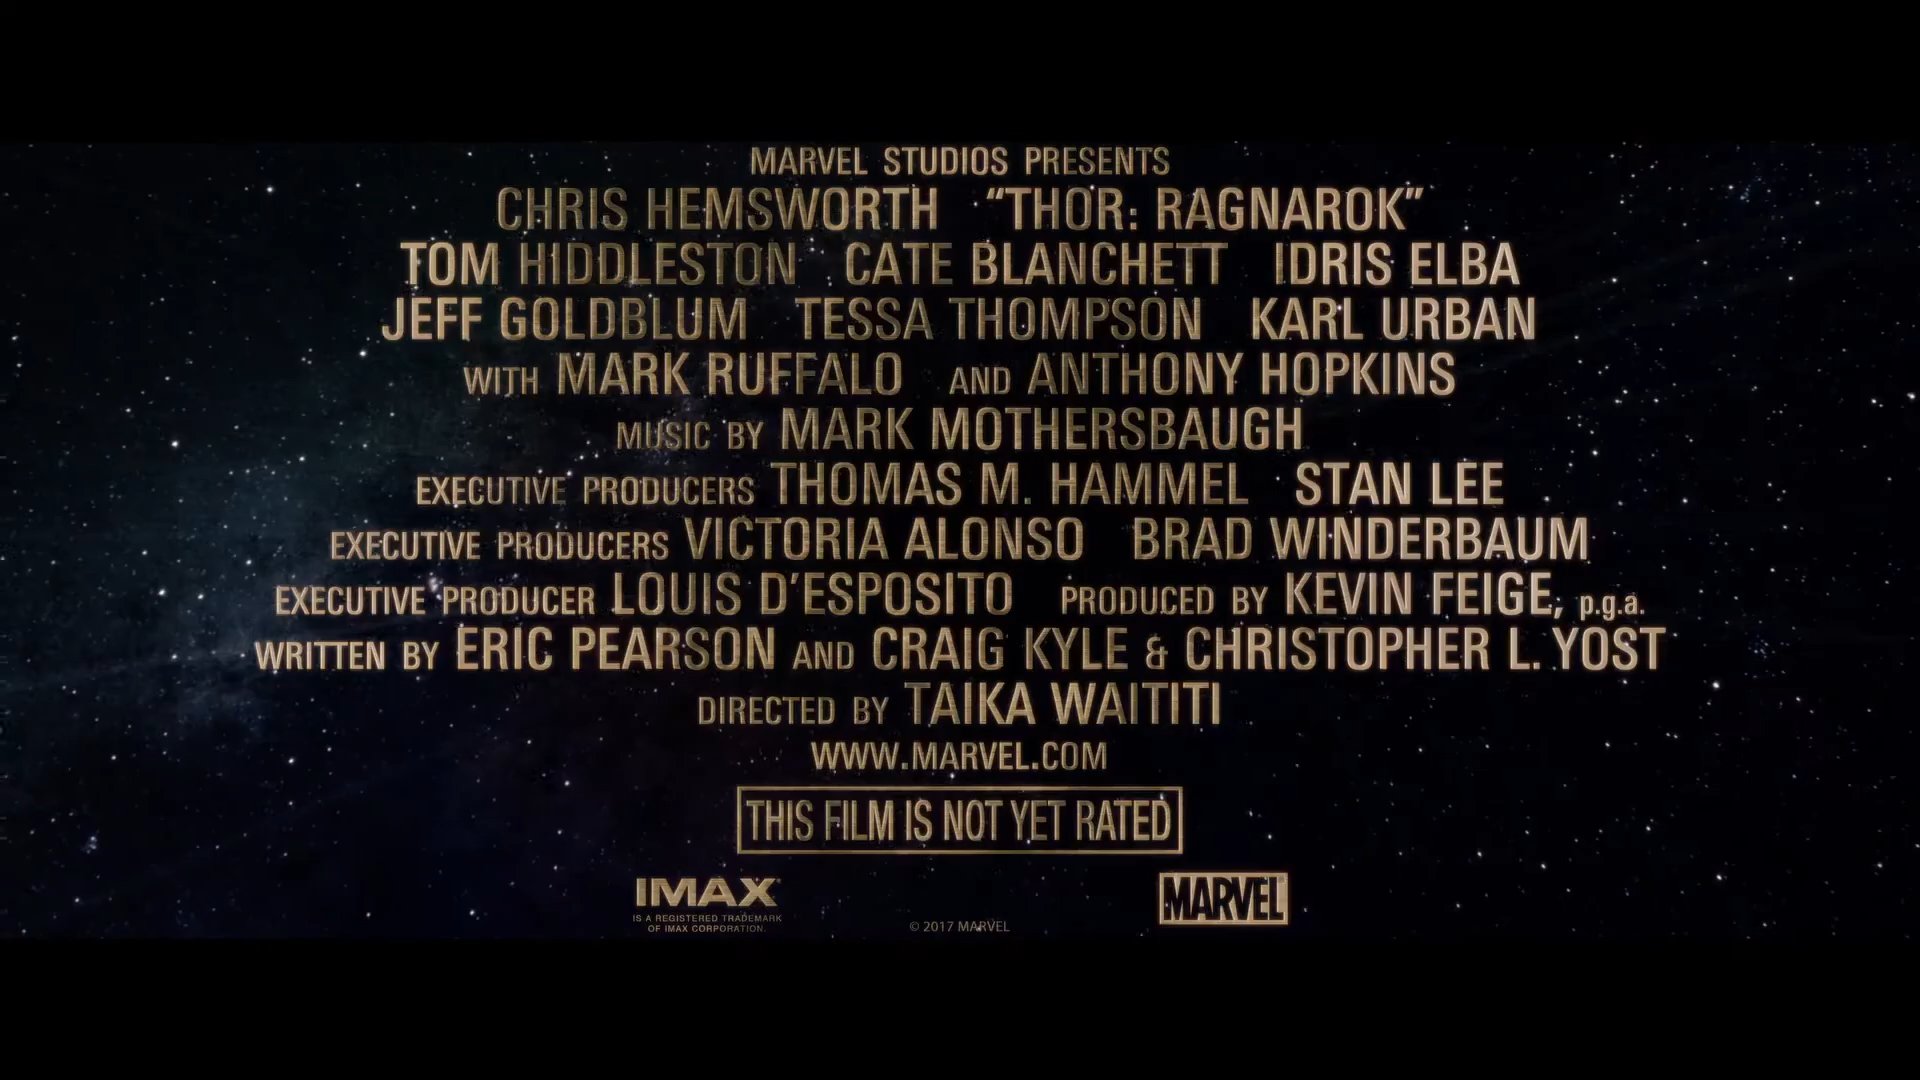 MARVEL STUDIOS PRESENTS
CHRIS HEMSWORTH “THOR: RAGNAROK”
TOM HIDDLESTON CATE BLANCHETT IDRIS ELBA
JEFF GOLDBLUM TESSA THOMPSON KARL URBAN
WITH MARK RUFFALO AND ANTHONY HOPKINS
MUSIC BY MARK MOTHERSBAUGH
EXECUTIVE PRODUCERS THOMAS M. HAMMEL STAN LEE
EXECUTIVE PRODUCERS VICTORIA ALONSO BRAD WINDERBAUM
EXECUTIVE PRODUCER LOUIS D’ESPOSITO PRODUCED BY KEVIN FEIGE, p.g.a.
WRITTEN BY ERIC PEARSON AND CRAIG KYLE & CHRISTOPHER L. YOST
DIRECTED BY TAIKA WAITITI
WWW.MARVEL.COM
THIS FILM IS NOT YET RATED
IMAX
IS A REGISTERED TRADEMARK
OF IMAX CORPORATION.
© 2017 MARVEL
MARVEL